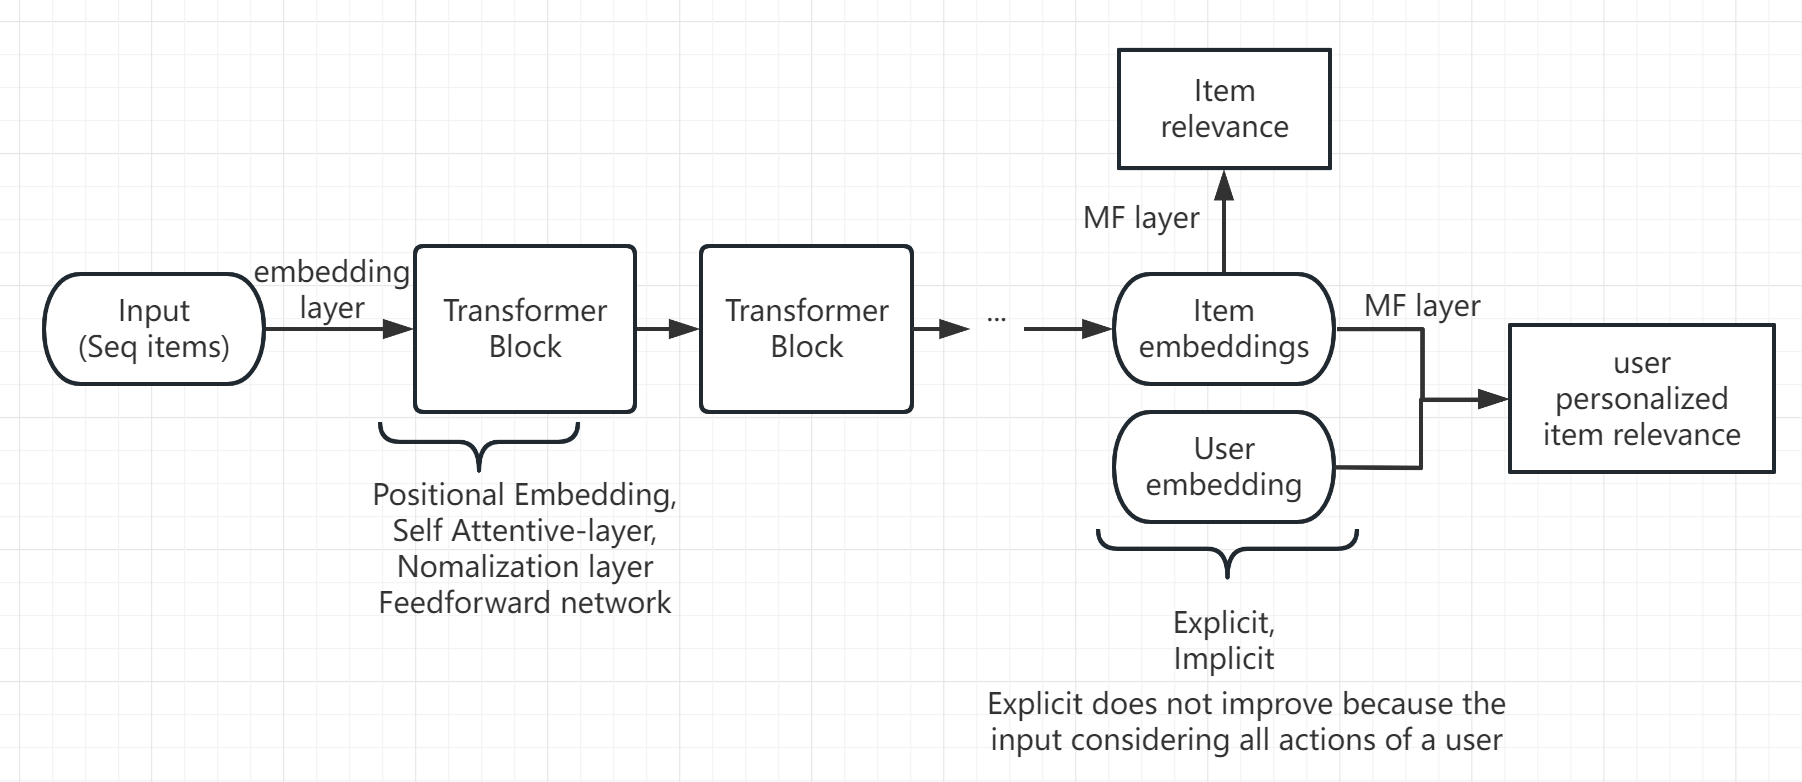 Item
relevance
MF layer
embedding
layer
Input
(Seq items)
Transformer
Block
Transformer
Block
...
Item
embeddings
MF layer
User
embedding
user
personalized
item relevance
Positional Embedding,
Self Attentive-layer,
Nomalization layer
Feedforward network
Explicit,
Implicit
Explicit does not improve because the
input considering all actions of a user